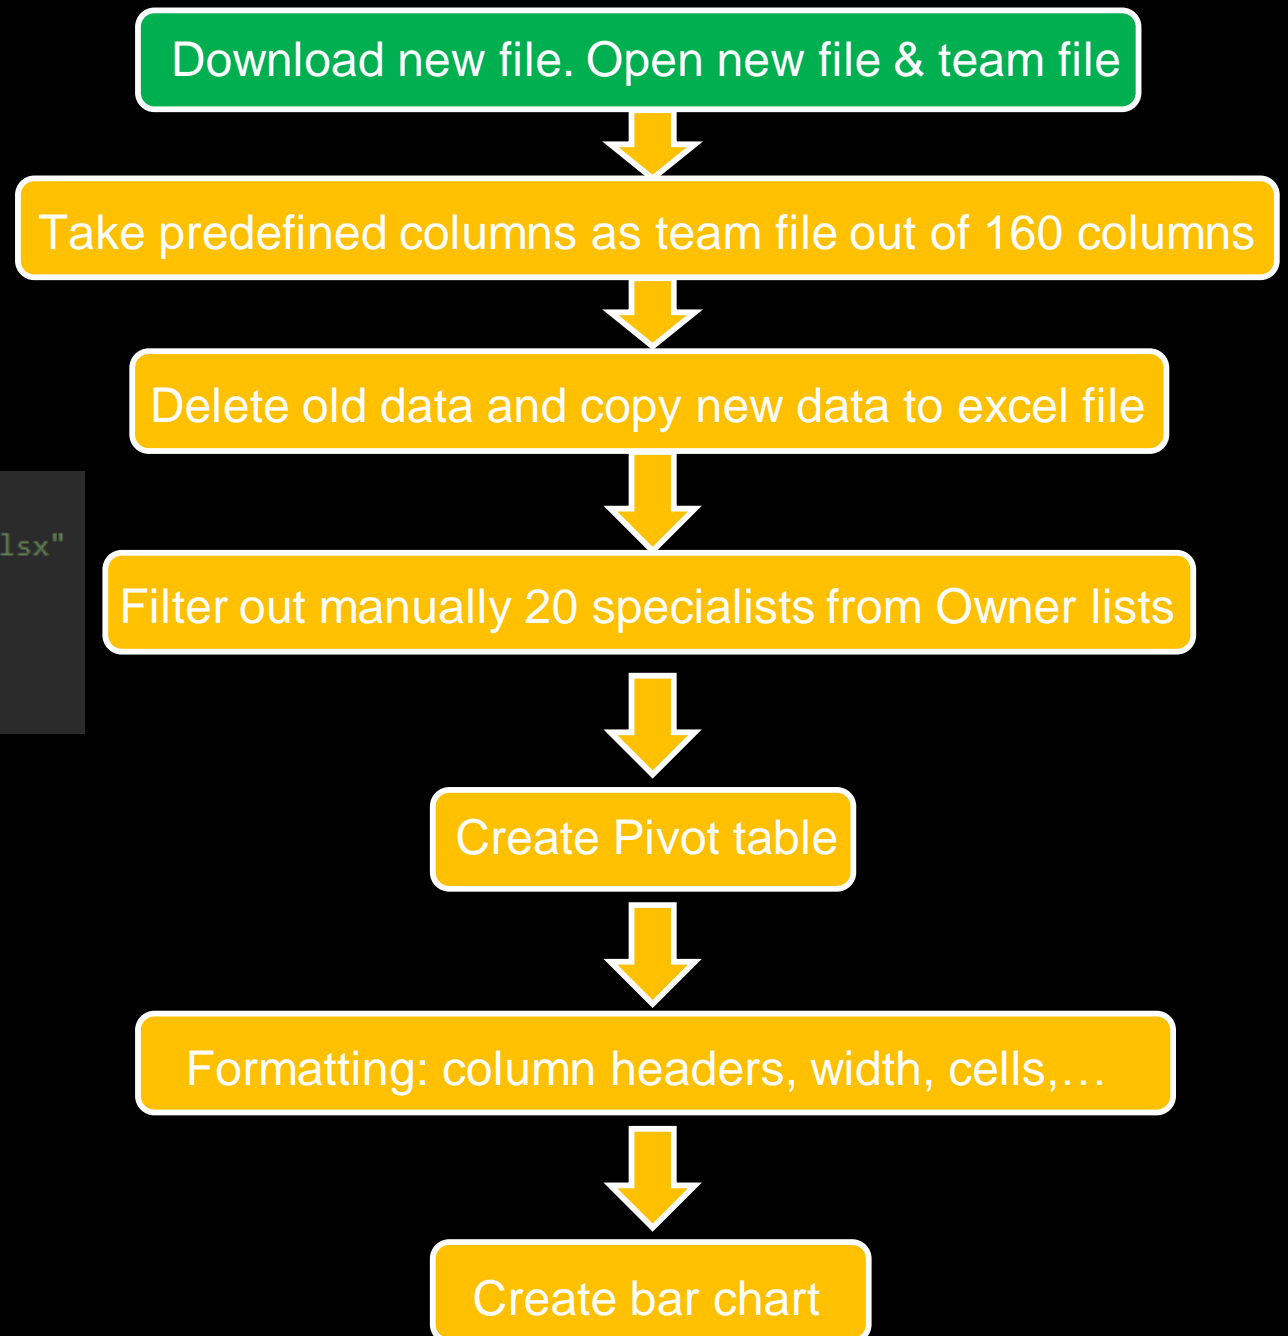 Download new file. Open new file & team file
Take predefined columns as team file out of 160 columns
Delete old data and copy new data to excel file
lsx"
Filter out manually 20 specialists from Owner lists
Create Pivot table
Formatting: column headers, width, cells,…
Create bar chart